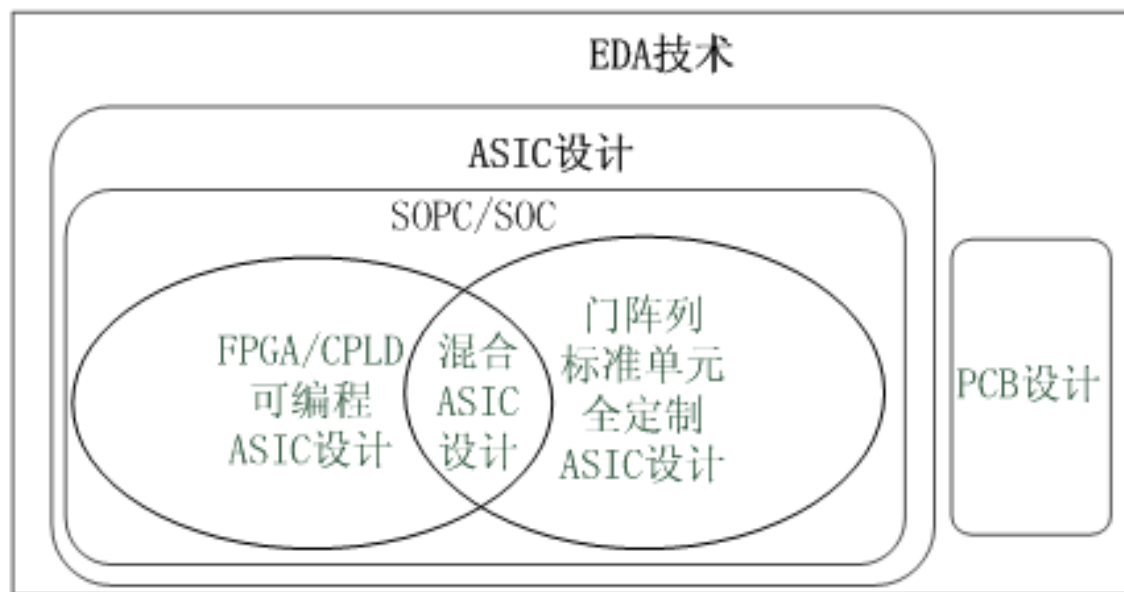 EDA技术
ASIC设计
SOPC/SOC
FPGA/CPLD
可编程
ASIC设计
混合
ASIC
设计
门阵列
标准单元
全定制
ASIC设计
PCB设计